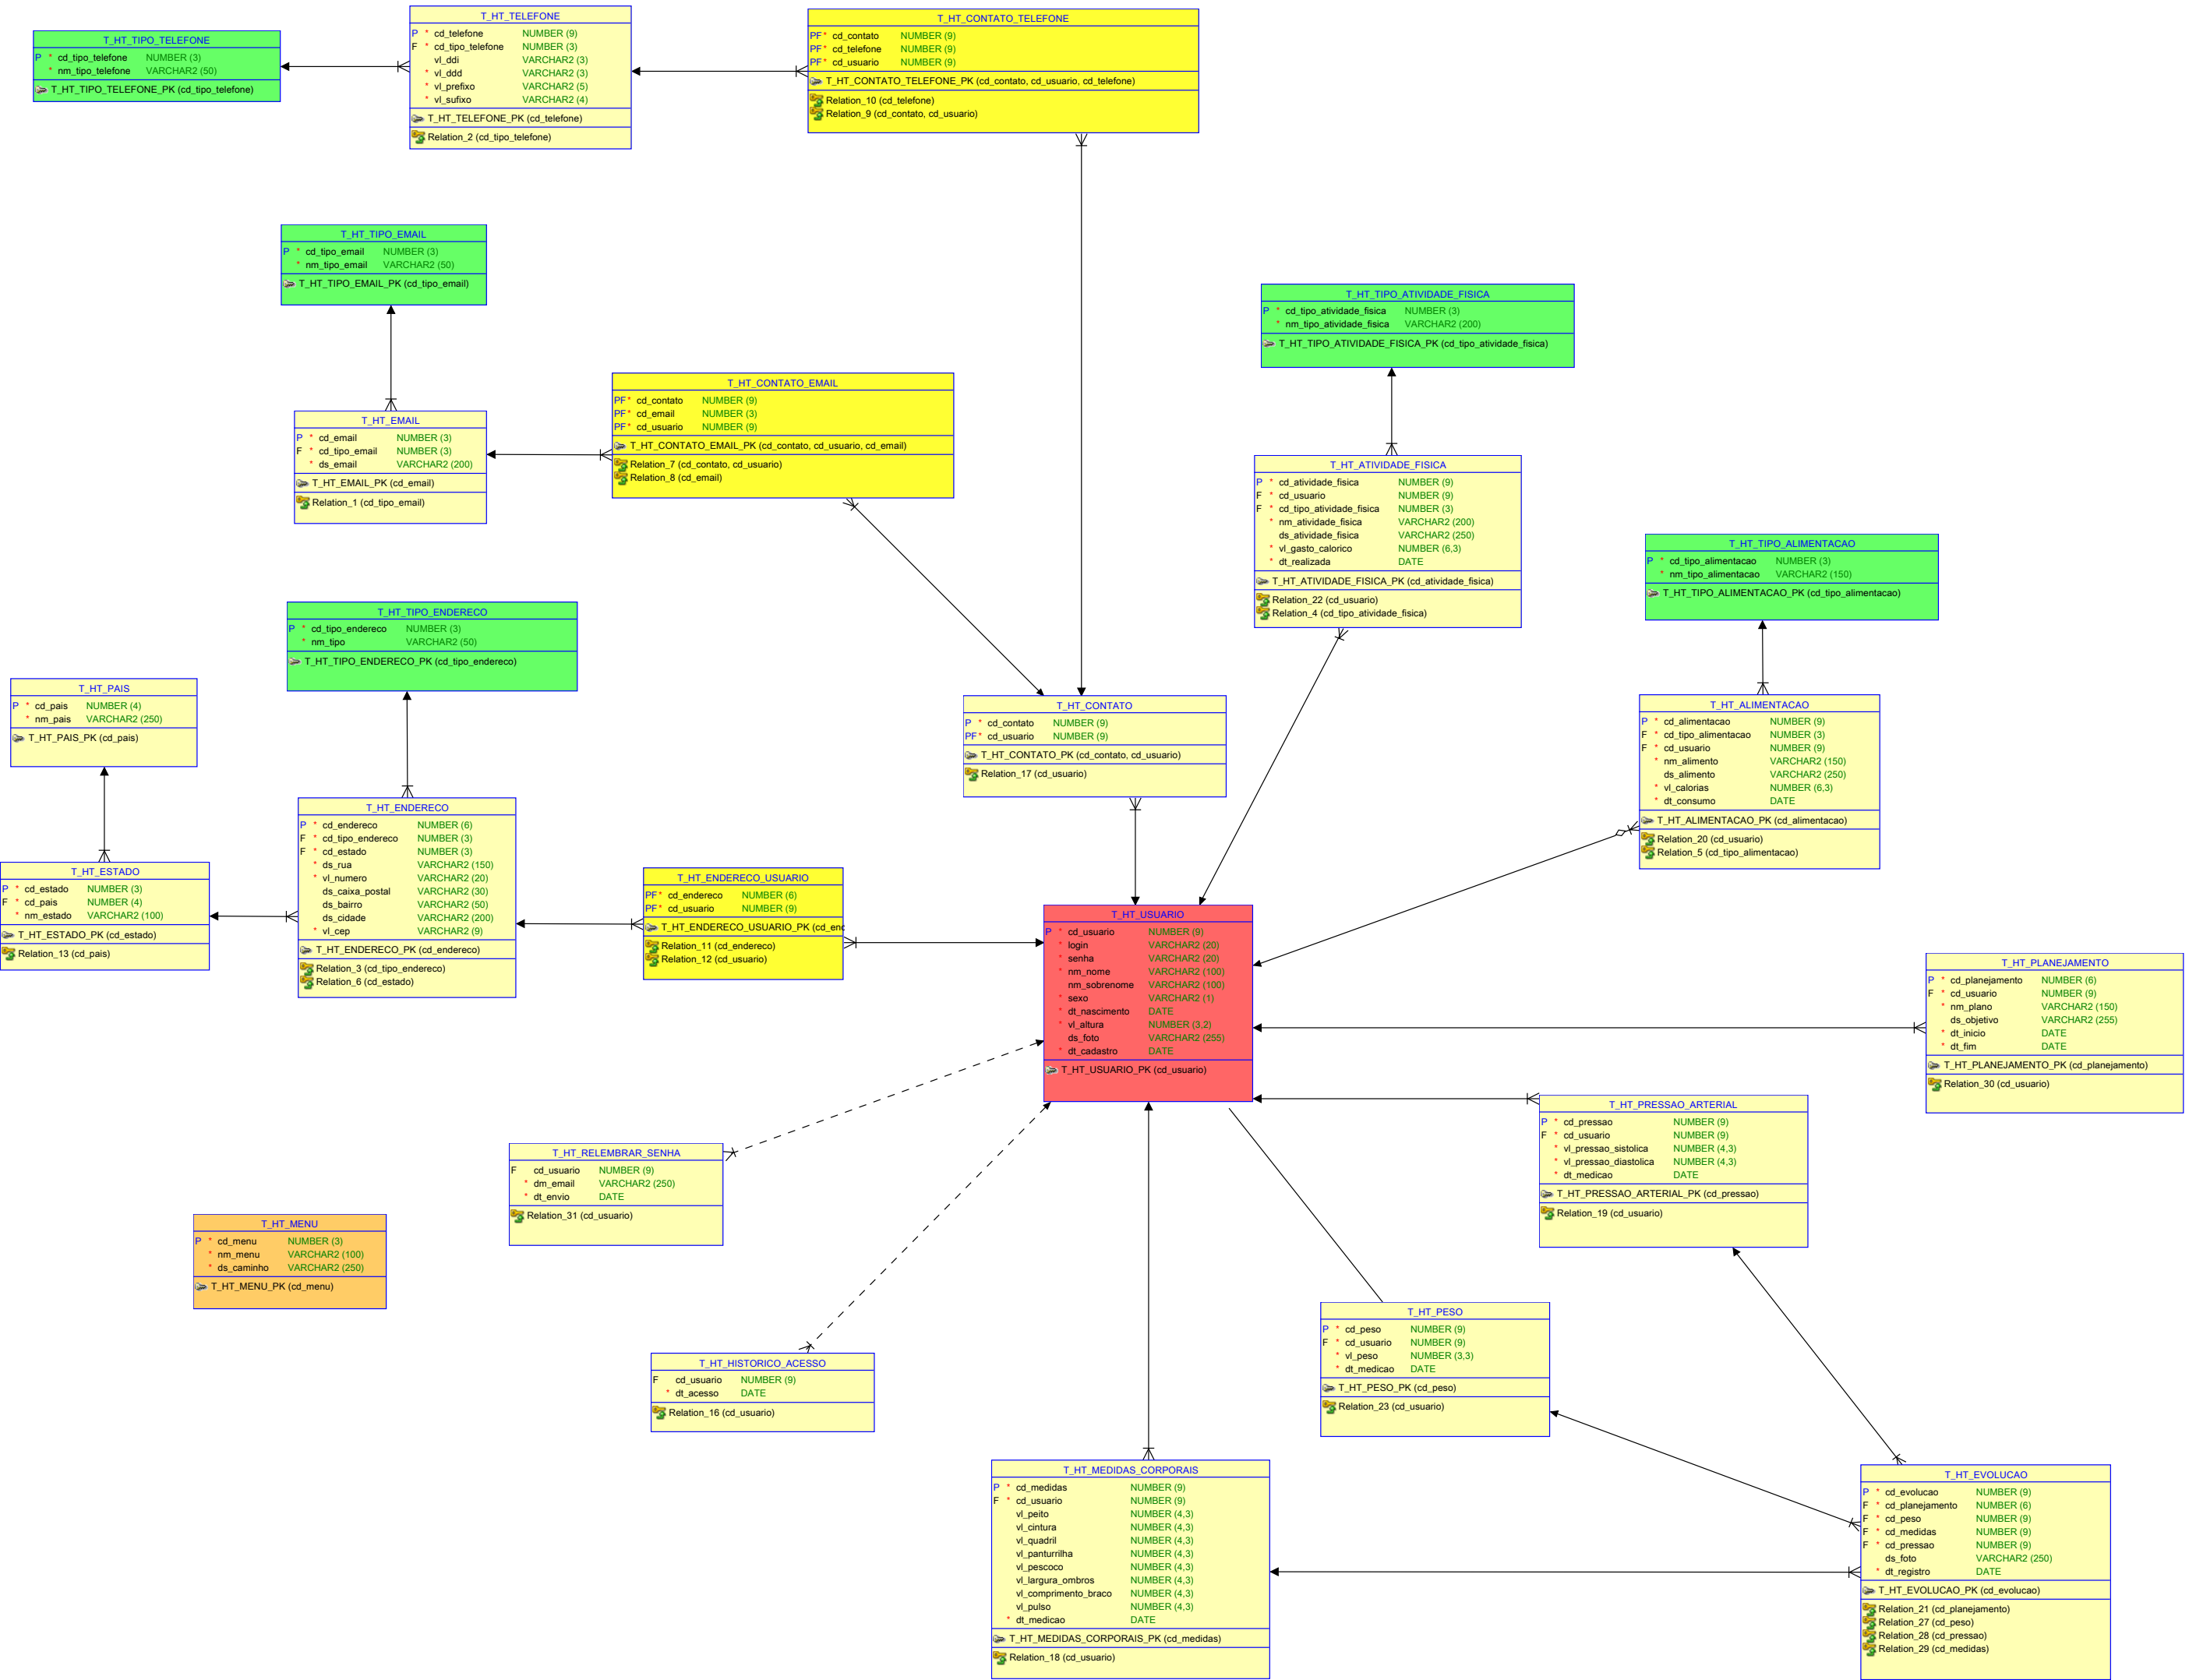 T_HT_TELEFONE
P * cd_telefone NUMBER (9)
F * cd_tipo_telefone NUMBER (3)
vl_ddi VARCHAR2 (3)
* vl_ddd VARCHAR2 (3)
* vl_prefixo VARCHAR2 (5)
* vl_sufixo VARCHAR2 (4)
T_HT_TELEFONE_PK (cd_telefone)
Relation_2 (cd_tipo_telefone)
T_HT_CONTATO_TELEFONE
PF* cd_contato NUMBER (9)
PF* cd_telefone NUMBER (9)
PF* cd_usuario NUMBER (9)
T_HT_CONTATO_TELEFONE_PK (cd_contato, cd_usuario, cd_telefone)
Relation_10 (cd_telefone)
Relation_9 (cd_contato, cd_usuario)
T_HT_TIPO_TELEFONE
P * cd_tipo_telefone NUMBER (3)
* nm_tipo_telefone VARCHAR2 (50)
T_HT_TIPO_TELEFONE_PK (cd_tipo_telefone)
T_HT_TIPO_EMAIL
P * cd_tipo_email NUMBER (3)
* nm_tipo_email VARCHAR2 (50)
T_HT_TIPO_EMAIL_PK (cd_tipo_email)
T_HT_TIPO_ATIVIDADE_FISICA
P * cd_tipo_atividade_fisica NUMBER (3)
* nm_tipo_atividade_fisica VARCHAR2 (200)
T_HT_TIPO_ATIVIDADE_FISICA_PK (cd_tipo_atividade_fisica)
T_HT_CONTATO_EMAIL
PF* cd_contato NUMBER (9)
PF* cd_email NUMBER (3)
PF* cd_usuario NUMBER (9)
T_HT_CONTATO_EMAIL_PK (cd_contato, cd_usuario, cd_email)
Relation_7 (cd_contato, cd_usuario)
Relation_8 (cd_email)
T_HT_EMAIL
P * cd_email NUMBER (3)
F * cd_tipo_email NUMBER (3)
* ds_email VARCHAR2 (200)
T_HT_EMAIL_PK (cd_email)
Relation_1 (cd_tipo_email)
T_HT_ATIVIDADE_FISICA
P * cd_atividade_fisica NUMBER (9)
F * cd_usuario NUMBER (9)
F * cd_tipo_atividade_fisica NUMBER (3)
* nm_atividade_fisica VARCHAR2 (200)
ds_atividade_fisica VARCHAR2 (250)
* vl_gasto_calorico NUMBER (6,3)
* dt_realizada DATE
T_HT_ATIVIDADE_FISICA_PK (cd_atividade_fisica)
Relation_22 (cd_usuario)
Relation_4 (cd_tipo_atividade_fisica)
T_HT_TIPO_ALIMENTACAO
P * cd_tipo_alimentacao NUMBER (3)
* nm_tipo_alimentacao VARCHAR2 (150)
T_HT_TIPO_ALIMENTACAO_PK (cd_tipo_alimentacao)
T_HT_TIPO_ENDERECO
P * cd_tipo_endereco NUMBER (3)
* nm_tipo VARCHAR2 (50)
T_HT_TIPO_ENDERECO_PK (cd_tipo_endereco)
T_HT_PAIS
P * cd_pais NUMBER (4)
* nm_pais VARCHAR2 (250)
T_HT_PAIS_PK (cd_pais)
T_HT_CONTATO
P * cd_contato NUMBER (9)
PF* cd_usuario NUMBER (9)
T_HT_CONTATO_PK (cd_contato, cd_usuario)
Relation_17 (cd_usuario)
T_HT_ALIMENTACAO
P * cd_alimentacao NUMBER (9)
F * cd_tipo_alimentacao NUMBER (3)
F * cd_usuario NUMBER (9)
* nm_alimento VARCHAR2 (150)
ds_alimento VARCHAR2 (250)
* vl_calorias NUMBER (6,3)
* dt_consumo DATE
T_HT_ALIMENTACAO_PK (cd_alimentacao)
Relation_20 (cd_usuario)
Relation_5 (cd_tipo_alimentacao)
T_HT_ENDERECO
P * cd_endereco NUMBER (6)
F * cd_tipo_endereco NUMBER (3)
F * cd_estado NUMBER (3)
* ds_rua VARCHAR2 (150)
* vl_numero VARCHAR2 (20)
ds_caixa_postal VARCHAR2 (30)
ds_bairro VARCHAR2 (50)
ds_cidade VARCHAR2 (200)
* vl_cep VARCHAR2 (9)
T_HT_ENDERECO_PK (cd_endereco)
Relation_3 (cd_tipo_endereco)
Relation_6 (cd_estado)
T_HT_ESTADO
P * cd_estado NUMBER (3)
F * cd_pais NUMBER (4)
* nm_estado VARCHAR2 (100)
T_HT_ESTADO_PK (cd_estado)
Relation_13 (cd_pais)
T_HT_ENDERECO_USUARIO
PF* cd_endereco NUMBER (6)
PF* cd_usuario NUMBER (9)
T_HT_ENDERECO_USUARIO_PK (cd_end
Relation_11 (cd_endereco)
Relation_12 (cd_usuario)
T_HT_USUARIO
P * cd_usuario NUMBER (9)
* login VARCHAR2 (20)
* senha VARCHAR2 (20)
* nm_nome VARCHAR2 (100)
nm_sobrenome VARCHAR2 (100)
* sexo VARCHAR2 (1)
* dt_nascimento DATE
* vl_altura NUMBER (3,2)
ds_foto VARCHAR2 (255)
* dt_cadastro DATE
T_HT_USUARIO_PK (cd_usuario)
T_HT_PLANEJAMENTO
P * cd_planejamento NUMBER (6)
F * cd_usuario NUMBER (9)
* nm_plano VARCHAR2 (150)
ds_objetivo VARCHAR2 (255)
* dt_inicio DATE
* dt_fim DATE
T_HT_PLANEJAMENTO_PK (cd_planejamento)
Relation_30 (cd_usuario)
T_HT_PRESSAO_ARTERIAL
P * cd_pressao NUMBER (9)
F * cd_usuario NUMBER (9)
* vl_pressao_sistolica NUMBER (4,3)
* vl_pressao_diastolica NUMBER (4,3)
* dt_medicao DATE
T_HT_PRESSAO_ARTERIAL_PK (cd_pressao)
Relation_19 (cd_usuario)
T_HT_RELEMBRAR_SENHA
F cd_usuario NUMBER (9)
* dm_email VARCHAR2 (250)
* dt_envio DATE
Relation_31 (cd_usuario)
T_HT_MENU
P * cd_menu NUMBER (3)
* nm_menu VARCHAR2 (100)
* ds_caminho VARCHAR2 (250)
T_HT_MENU_PK (cd_menu)
T_HT_PESO
P * cd_peso NUMBER (9)
F * cd_usuario NUMBER (9)
* vl_peso NUMBER (3,3)
* dt_medicao DATE
T_HT_PESO_PK (cd_peso)
Relation_23 (cd_usuario)
T_HT_HISTORICO_ACESSO
F cd_usuario NUMBER (9)
* dt_acesso DATE
Relation_16 (cd_usuario)
T_HT_MEDIDAS_CORPORAIS
P * cd_medidas NUMBER (9)
F * cd_usuario NUMBER (9)
vl_peito NUMBER (4,3)
vl_cintura NUMBER (4,3)
vl_quadril NUMBER (4,3)
vl_panturrilha NUMBER (4,3)
vl_pescoco NUMBER (4,3)
vl_largura_ombros NUMBER (4,3)
vl_comprimento_braco NUMBER (4,3)
vl_pulso NUMBER (4,3)
* dt_medicao DATE
T_HT_MEDIDAS_CORPORAIS_PK (cd_medidas)
Relation_18 (cd_usuario)
T_HT_EVOLUCAO
P * cd_evolucao NUMBER (9)
F * cd_planejamento NUMBER (6)
F * cd_peso NUMBER (9)
F * cd_medidas NUMBER (9)
F * cd_pressao NUMBER (9)
ds_foto VARCHAR2 (250)
* dt_registro DATE
T_HT_EVOLUCAO_PK (cd_evolucao)
Relation_21 (cd_planejamento)
Relation_27 (cd_peso)
Relation_28 (cd_pressao)
Relation_29 (cd_medidas)